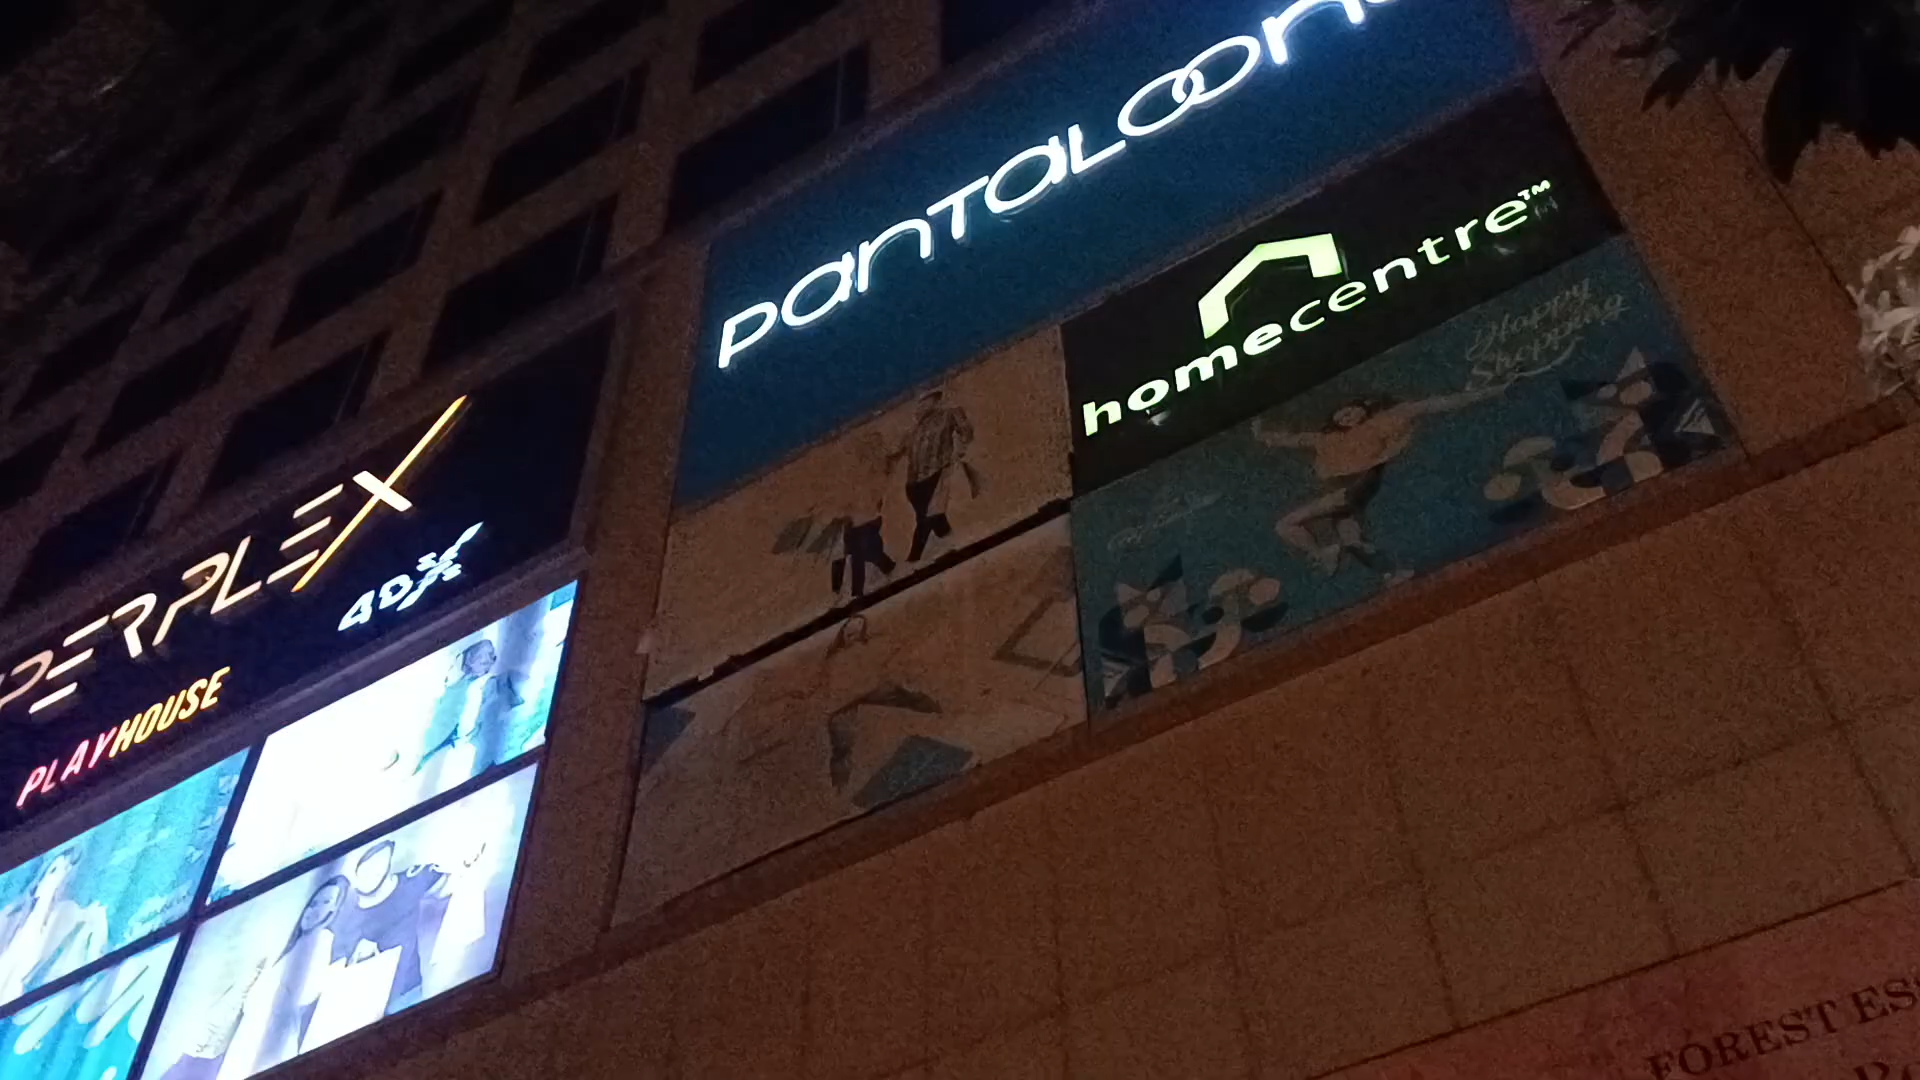 PANTALOON
homecentre™
Happy
Shopping
PERPLEX
4DX
PLAYHOUSE
FOREST ES